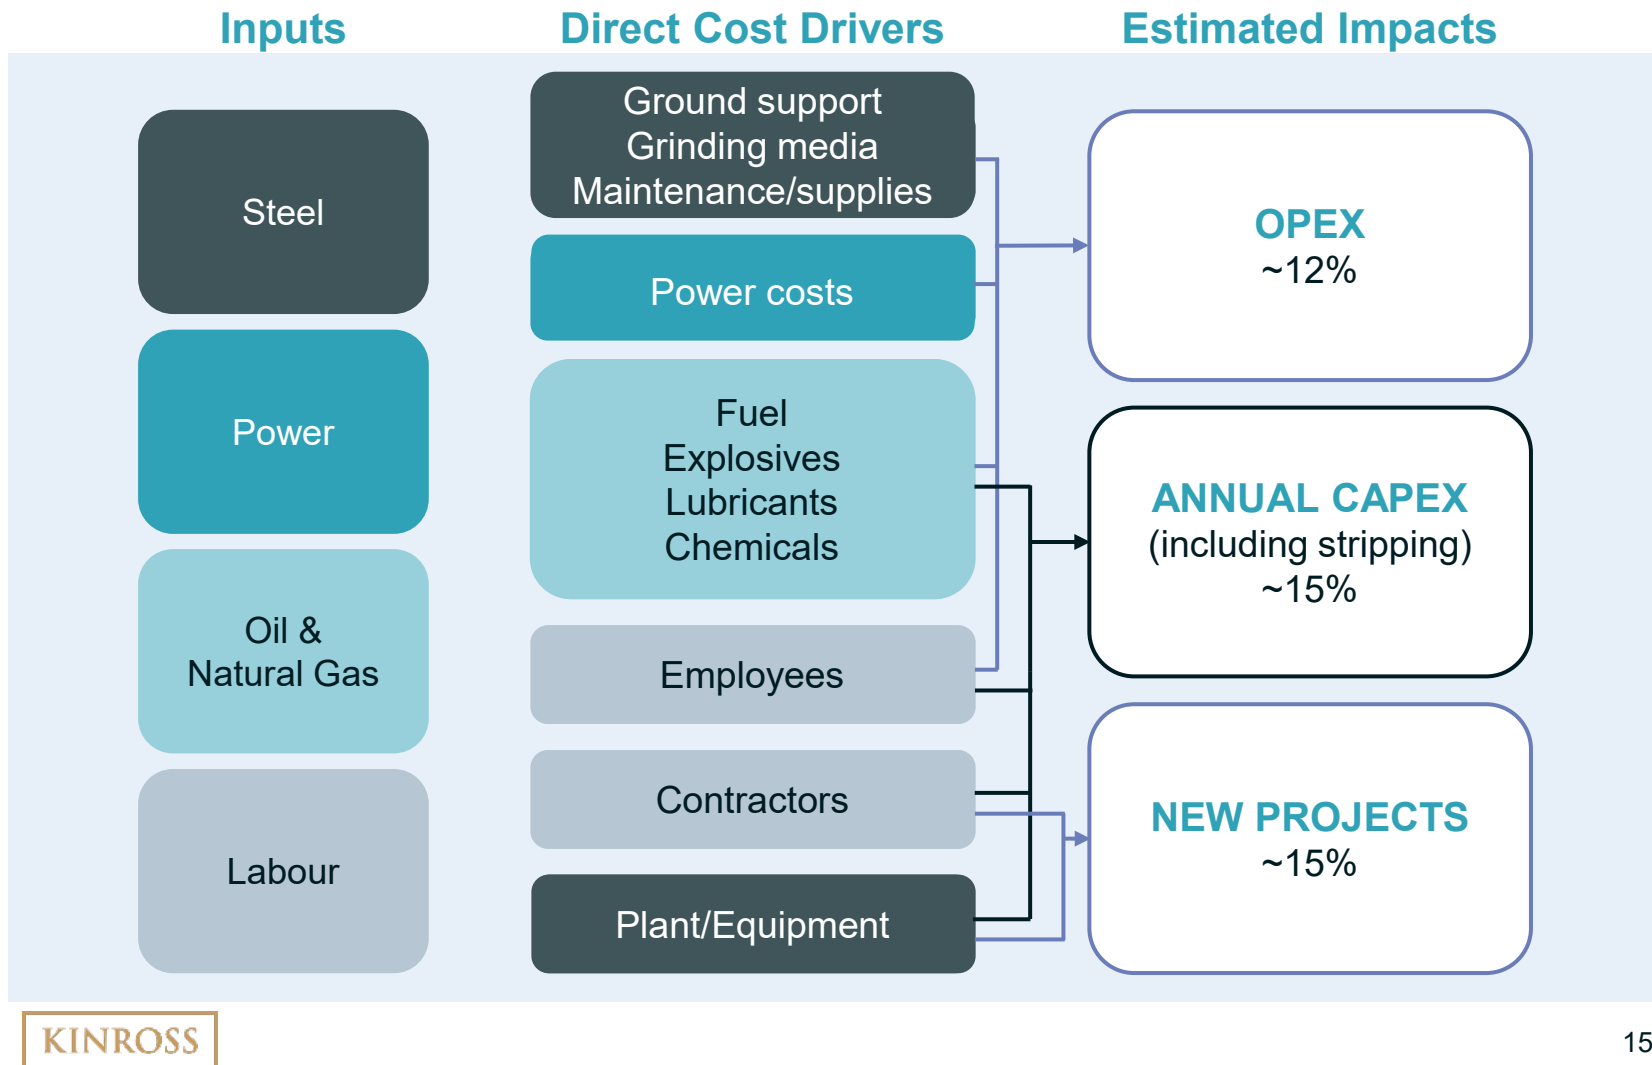 Inputs
Direct Cost Drivers
Estimated Impacts
Steel
Power
Oil &
Natural Gas
Labour
Ground support
Grinding media
Maintenance/supplies
Power costs
Fuel
Explosives
Lubricants
Chemicals
Employees
Contractors
Plant/Equipment
OPEX
~12%
ANNUAL CAPEX
(including stripping)
~15%
NEW PROJECTS
~15%
KINROSS
15